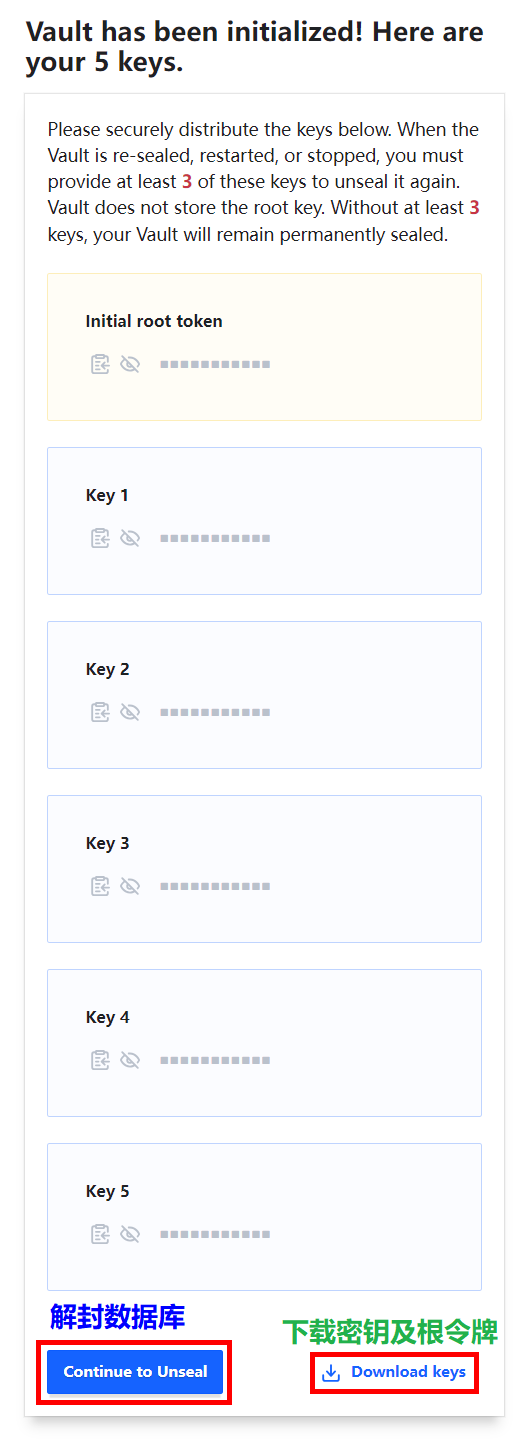 Vault has been initialized! Here are
your 5 keys.
Please securely distribute the keys below. When the
Vault is re-sealed, restarted, or stopped, you must
provide at least 3 of these keys to unseal it again.
Vault does not store the root key. Without at least 3
keys, your Vault will remain permanently sealed.
Initial root token
Key 1
Key 2
Key 3
Key 4
Key 5
解封数据库
下载密钥及根令牌
Continue to Unseal
Download keys